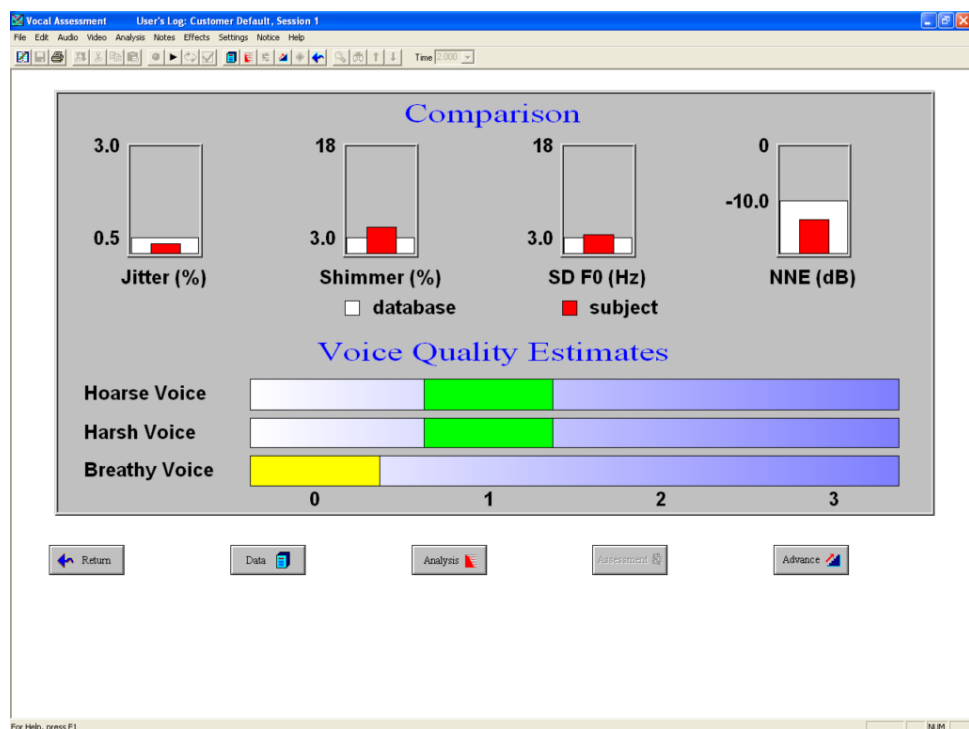 Vocal Assessment User's Log: Customer Default, Session 1
File Edit Audio Video Analysis Notes Effects Settings Notice Help
Time 2.000
Comparison
3.0 18 18 0
-10.0
0.5 3.0 3.0
Jitter (%) Shimmer (%) SD F0 (Hz) NNE (dB)
database subject
Voice Quality Estimates
Hoarse Voice
Harsh Voice
Breathy Voice
0 1 2 3
Return Data Analysis Assessment Advance
For Help, press F1 NUM